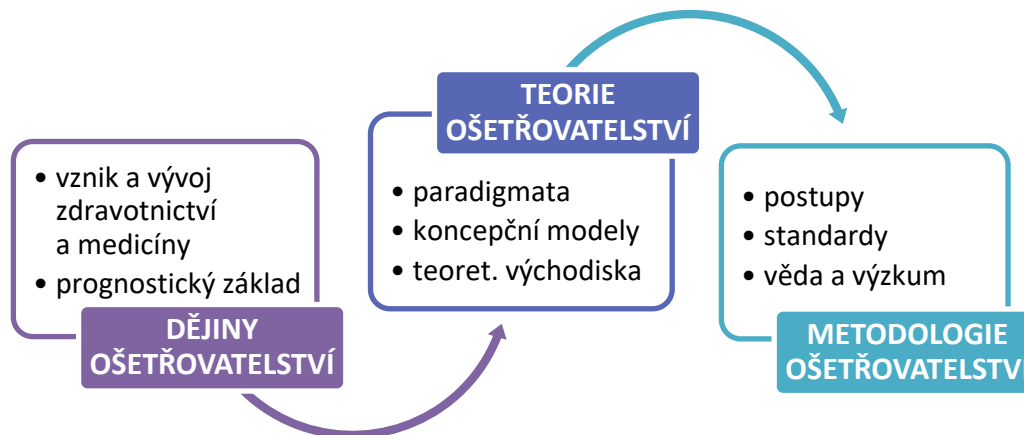 • vznik a vývoj
zdravotnictví
a medicíny
• prognostický základ
DĚJINY
OŠETŘOVATELSTVÍ
TEORIE
OŠETŘOVATELSTVÍ
• paradigmata
• koncepční modely
• teoret. východiska
• postupy
• standardy
• věda a výzkum
METODOLOGIE
OŠETŘOVATELSTVÍ